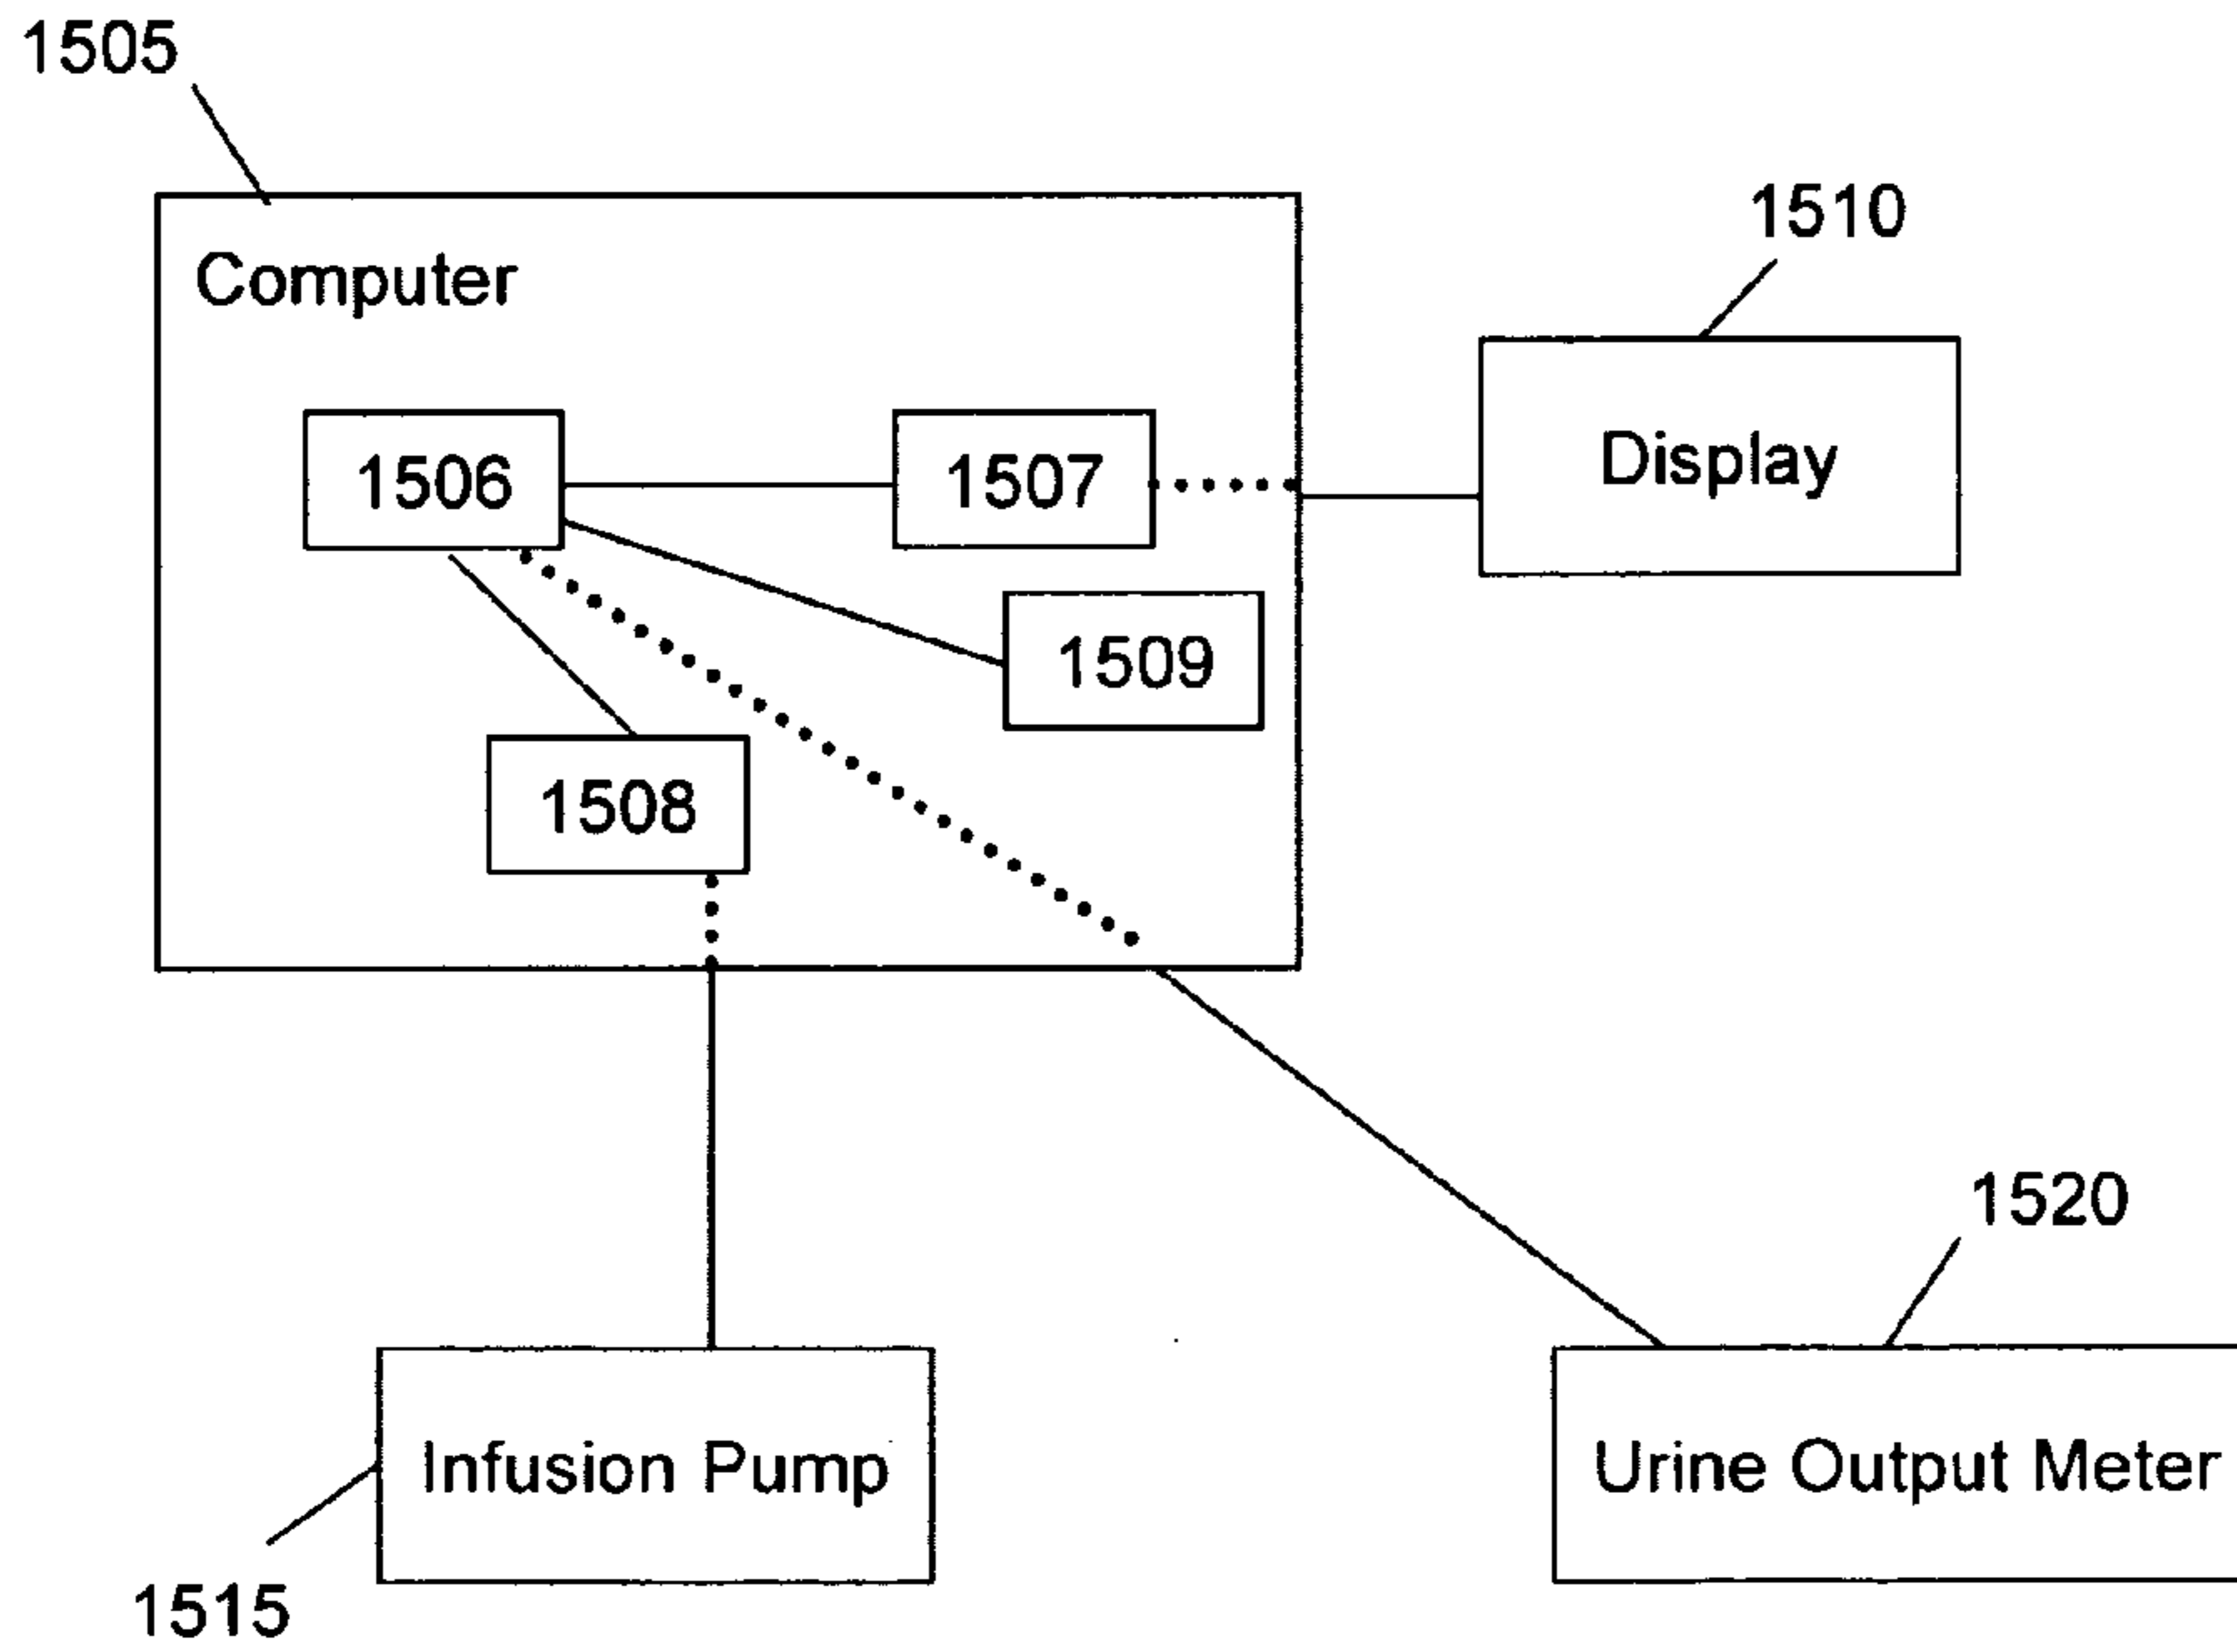 1505
1510
Computer
Display
1506
1507
1509
1508
1520
Infusion Pump
Urine Output Meter
1515